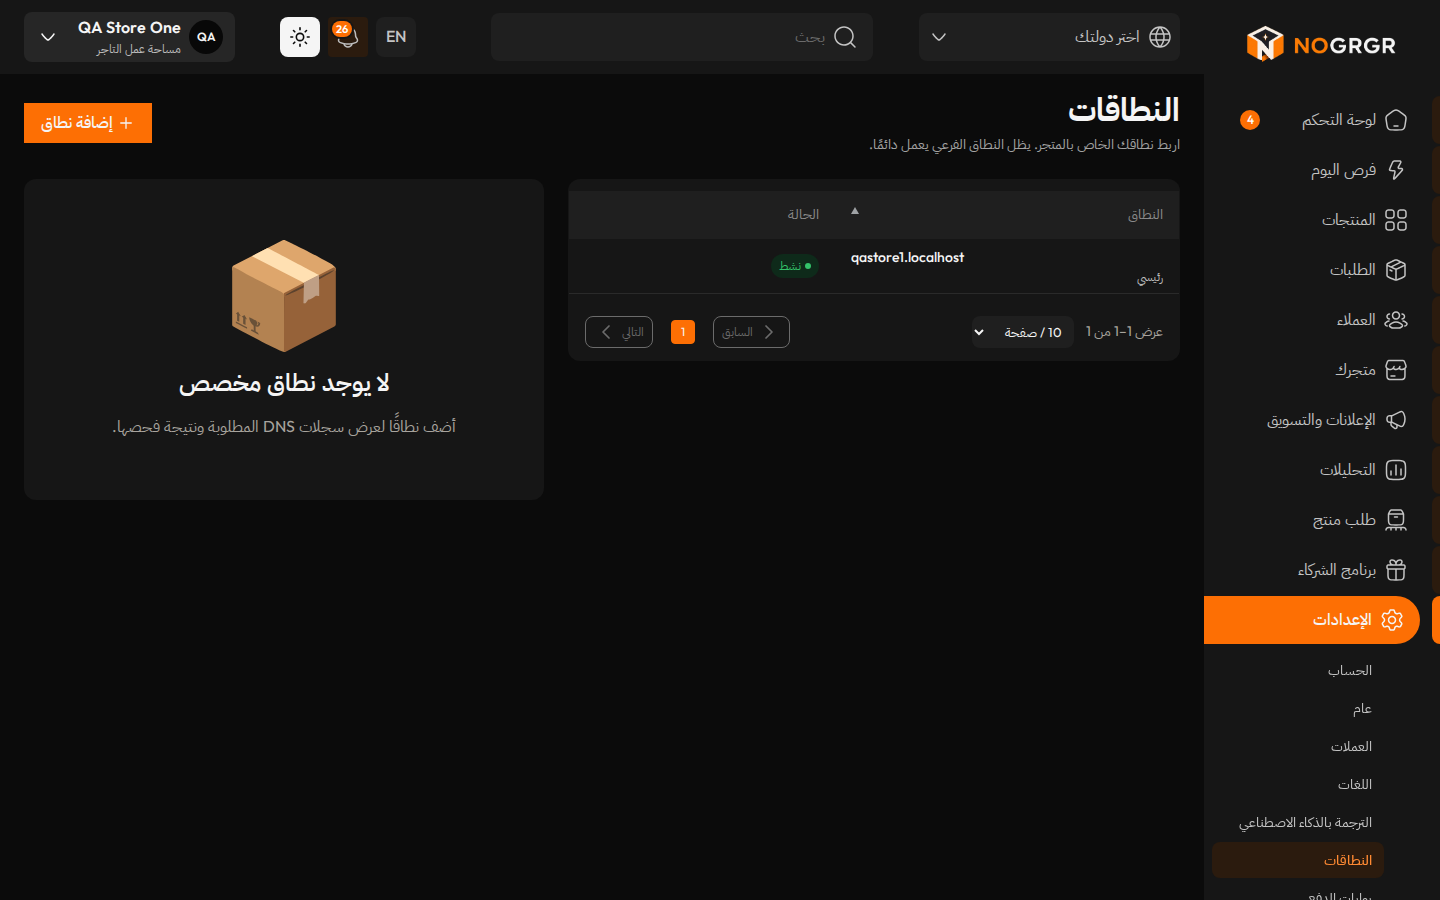 NOGRGR
اختر دولتك
بحث
EN
26
QA Store One
مساحة عمل التاجر
QA
لوحة التحكم
4
فرص اليوم
المنتجات
الطلبات
العملاء
متجرك
الإعلانات والتسويق
التحليلات
طلب منتج
برنامج الشركاء
الإعدادات
الحساب
عام
العملات
اللغات
الترجمة بالذكاء الاصطناعي
النطاقات
بوابات الدفع
النطاقات
اربط نطاقك الخاص بالمتجر. يظل النطاق الفرعي يعمل دائمًا.
إضافة نطاق
النطاق ▲ الحالة
qastore1.localhost
رئيسي
نشط
عرض 1–1 من 1
10 / صفحة
السابق
1
التالي
لا يوجد نطاق مخصص
أضف نطاقًا لعرض سجلات DNS المطلوبة ونتيجة فحصها.